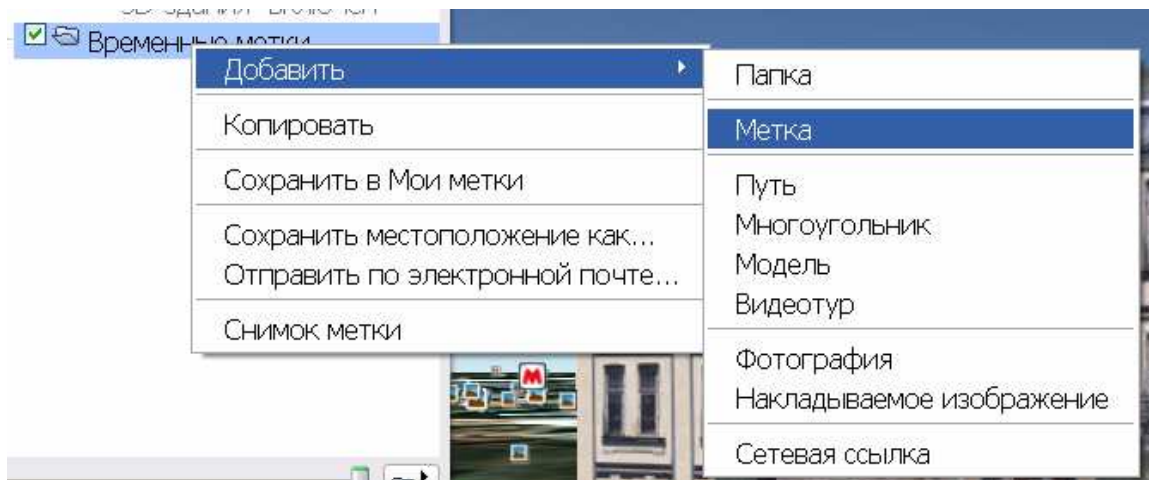 Временные метки
Добавить
Копировать
Сохранить в Мои метки
Сохранить местоположение как...
Отправить по электронной почте...
Снимок метки
Папка
Метка
Путь
Многоугольник
Модель
Видеотур
Фотография
Накладываемое изображение
Сетевая ссылка
М